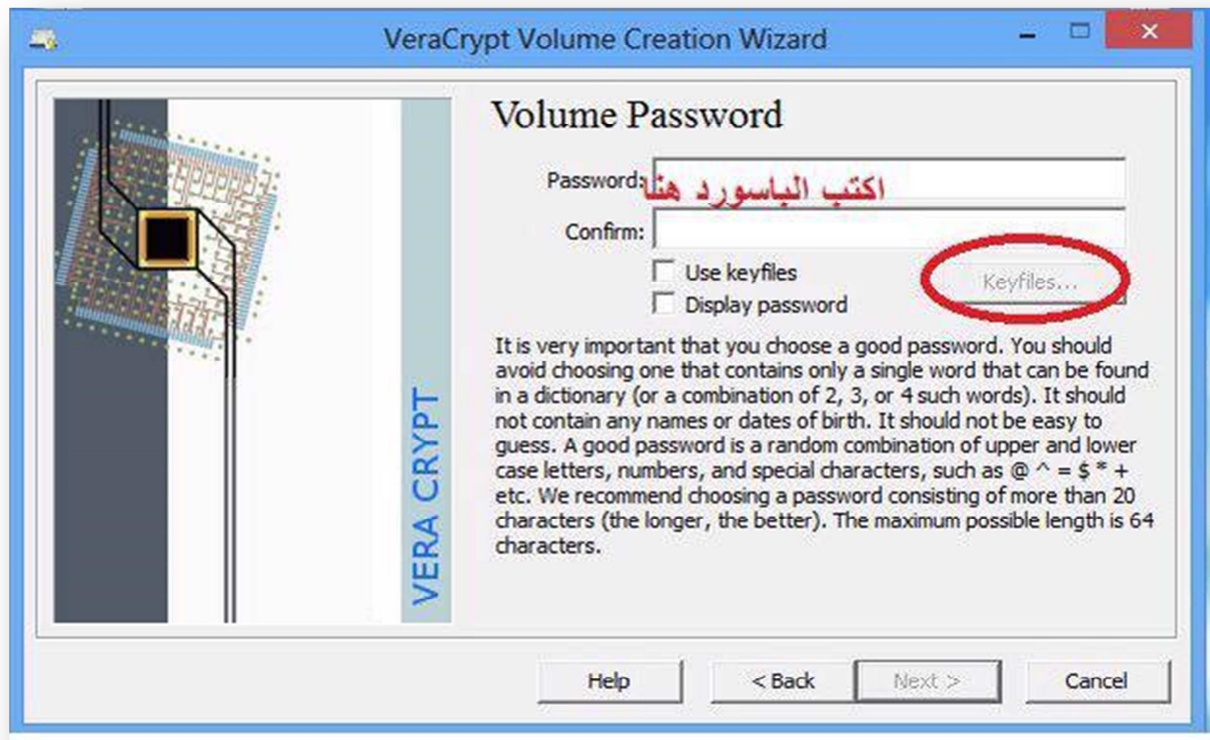 VeraCrypt Volume Creation Wizard
Volume Password
Password:
اكتب الباسورد هنا
Confirm:
Use keyfiles
Keyfiles...
Display password
It is very important that you choose a good password. You should
avoid choosing one that contains only a single word that can be found
in a dictionary (or a combination of 2, 3, or 4 such words). It should
not contain any names or dates of birth. It should not be easy to
guess. A good password is a random combination of upper and lower
case letters, numbers, and special characters, such as @ ^ = $ * +
etc. We recommend choosing a password consisting of more than 20
characters (the longer, the better). The maximum possible length is 64
characters.
VERA CRYPT
Help
< Back
Next >
Cancel